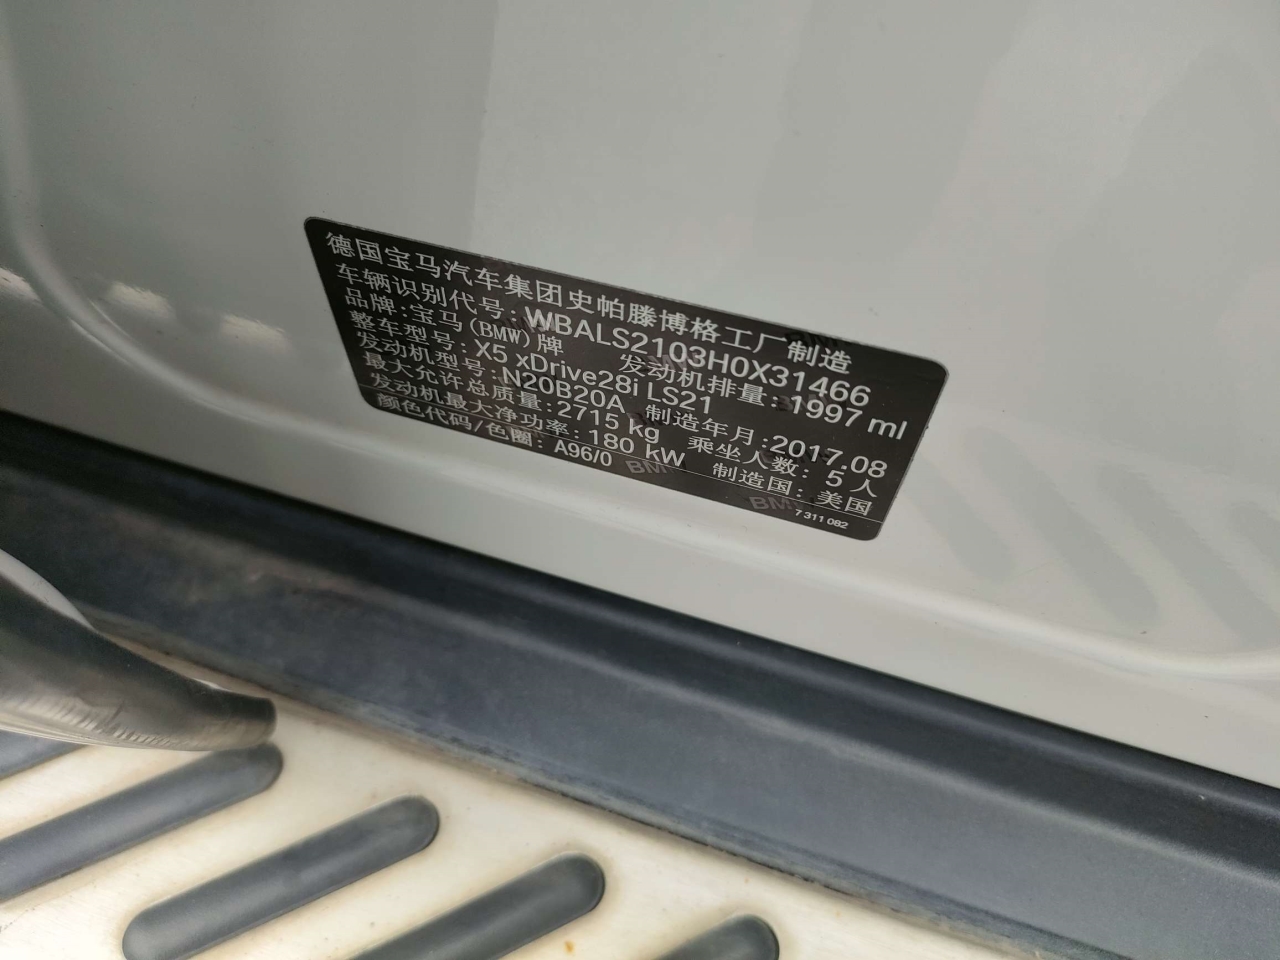 德国宝马汽车集团史帕滕博格工厂制造
车辆识别代号: WBALS2103H0X31466
品牌: 宝马(BMW)牌 发动机排量: 1997 ml
整车型号: X5 xDrive28i LS21
发动机型号: N20B20A 制造年月: 2017.08
最大允许总质量: 2715 kg 乘坐人数: 5 人
发动机最大净功率: 180 kW 制造国: 美国
颜色代码/色圈: A96/0
7 311 082